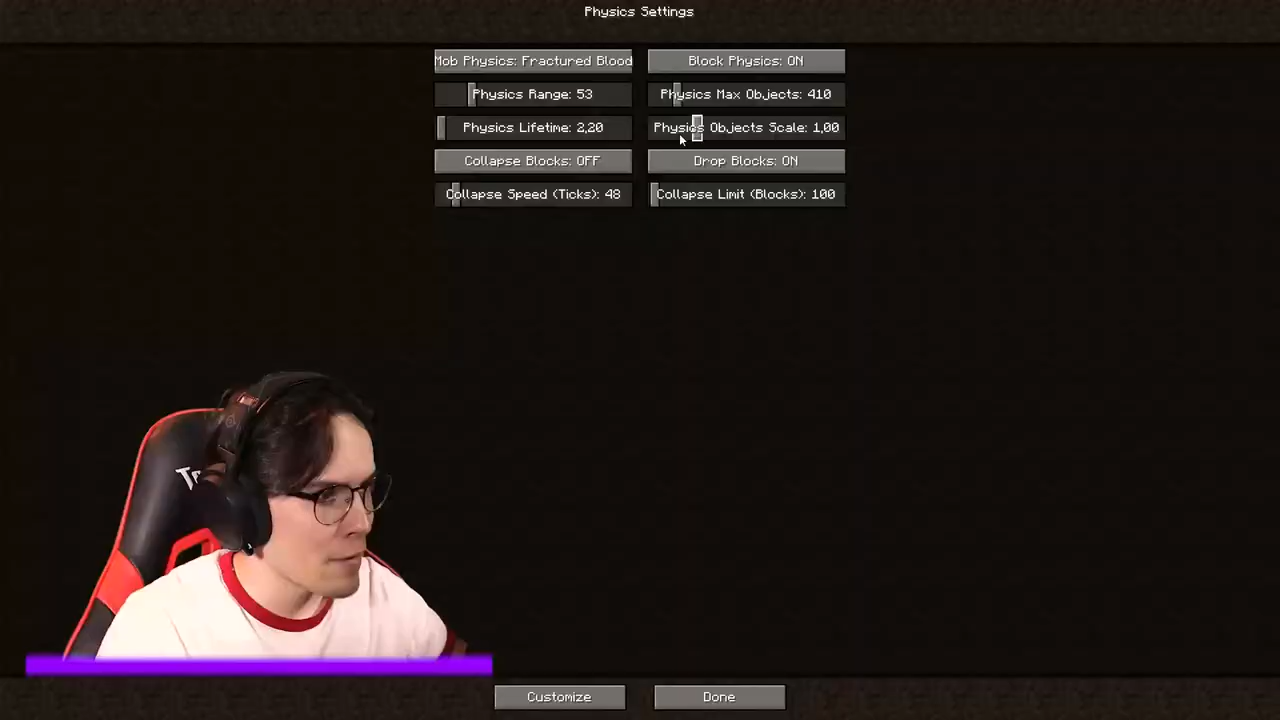 Physics Settings
Mob Physics: Fractured Blood
Block Physics: ON
Physics Range: 53
Physics Max Objects: 410
Physics Lifetime: 2,20
Physics Objects Scale: 1,00
Collapse Blocks: OFF
Drop Blocks: ON
Collapse Speed (Ticks): 48
Collapse Limit (Blocks): 100
Customize
Done